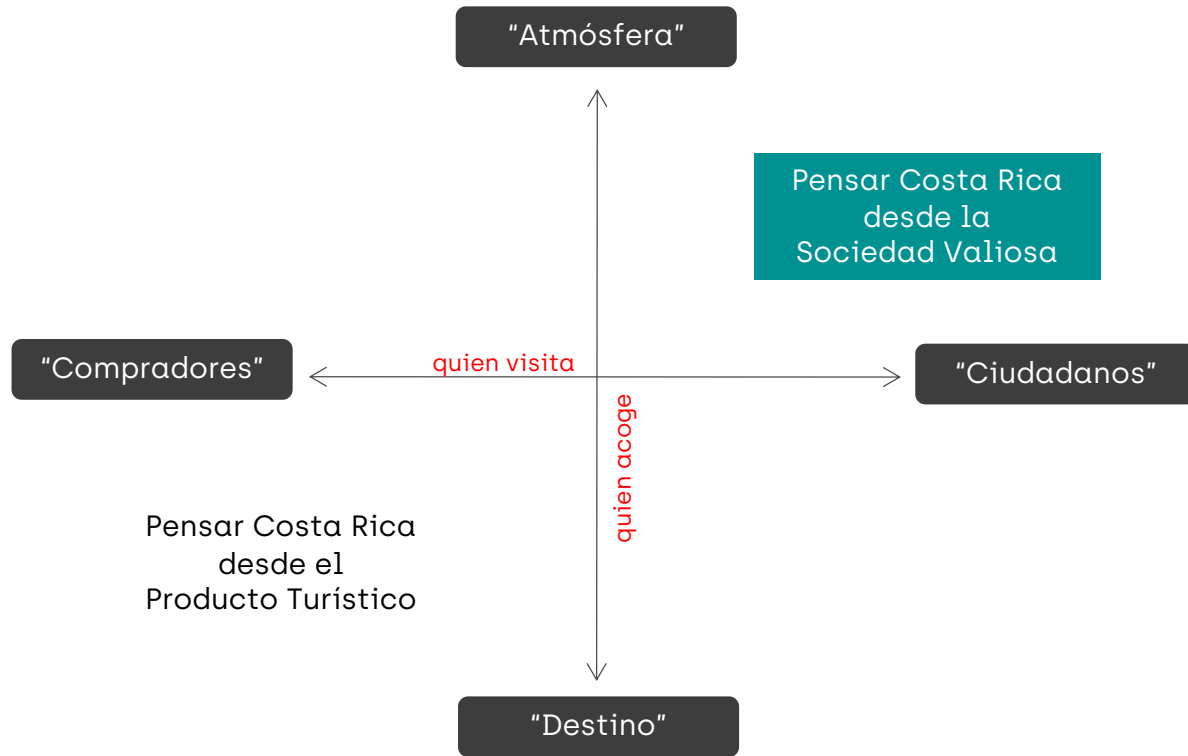 "Atmósfera"
Pensar Costa Rica
desde la
Sociedad Valiosa
"Compradores"
quien visita
"Ciudadanos"
quien acoge
Pensar Costa Rica
desde el
Producto Turístico
"Destino"